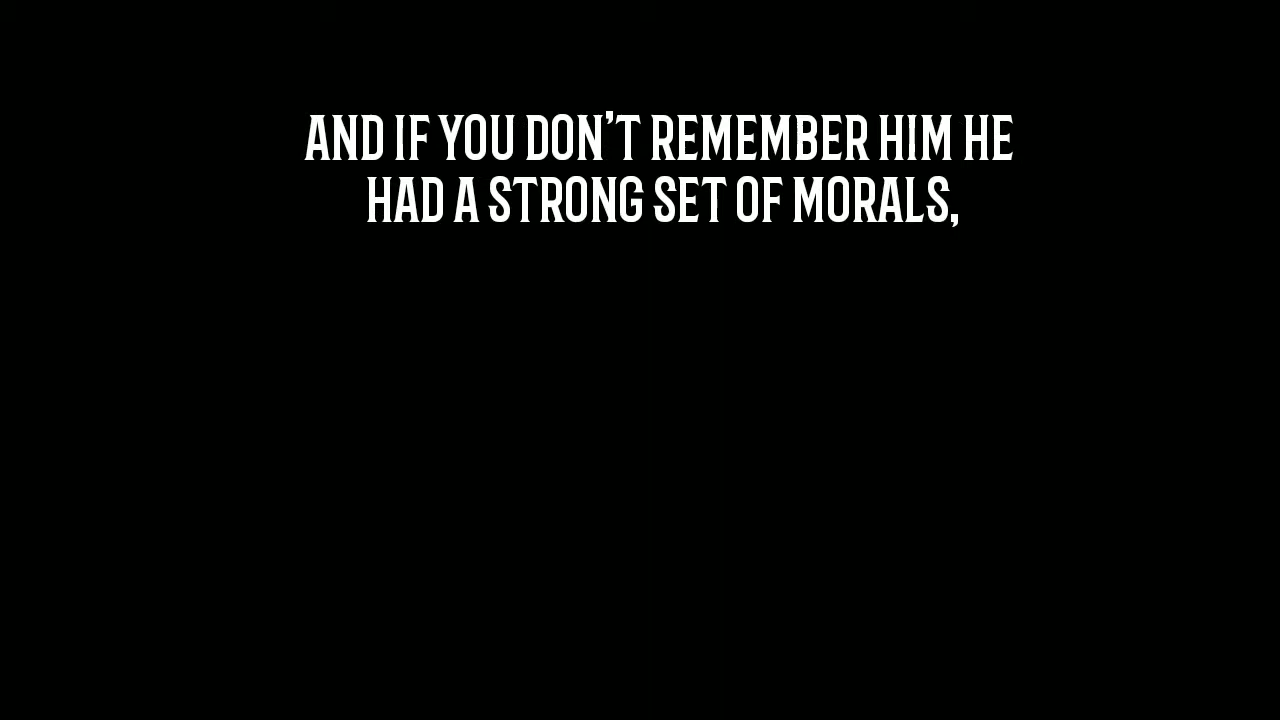 AND IF YOU DON’T REMEMBER HIM HE
HAD A STRONG SET OF MORALS,